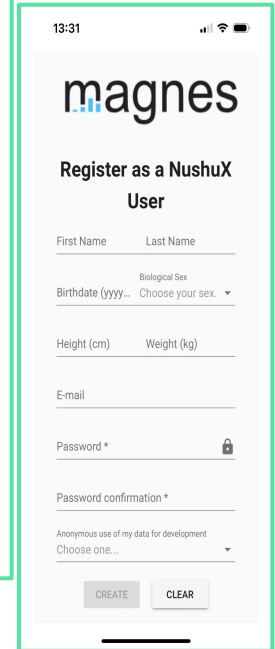 13:31
magnes
Register as a NushuX
User
First Name Last Name
Biological Sex
Birthdate (yyyy... Choose your sex.
Height (cm) Weight (kg)
E-mail
Password *
Password confirmation *
Anonymous use of my data for development
Choose one...
CREATE CLEAR